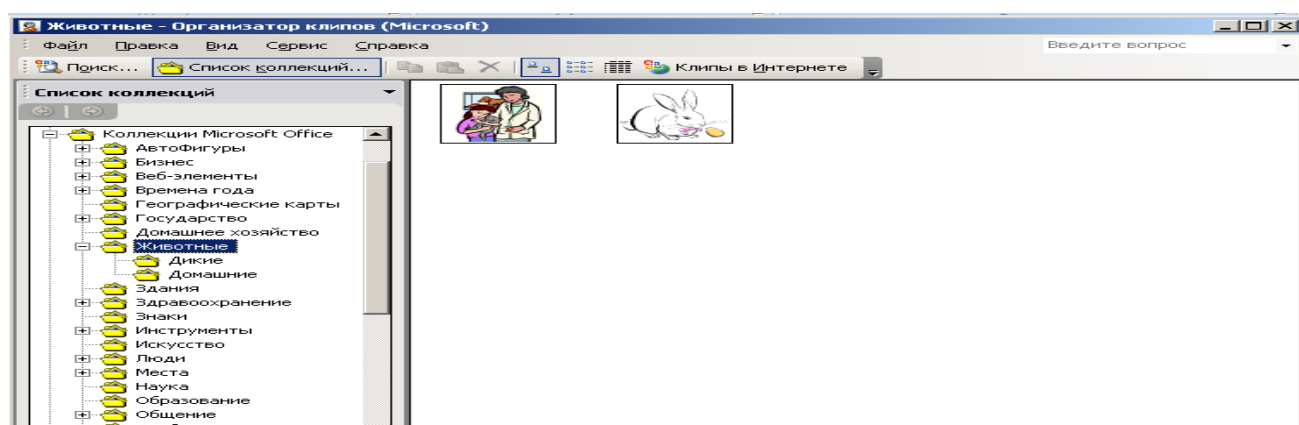 Животные - Организатор клипов (Microsoft)
Файл Правка Вид Сервис Справка Введите вопрос
Поиск... Список коллекций... Клипы в Интернете
Список коллекций
Коллекции Microsoft Office
АвтоФигуры
Бизнес
Веб-элементы
Времена года
Географические карты
Государство
Домашнее хозяйство
Животные
Дикие
Домашние
Здания
Здравоохранение
Знаки
Инструменты
Искусство
Люди
Места
Наука
Образование
Общение